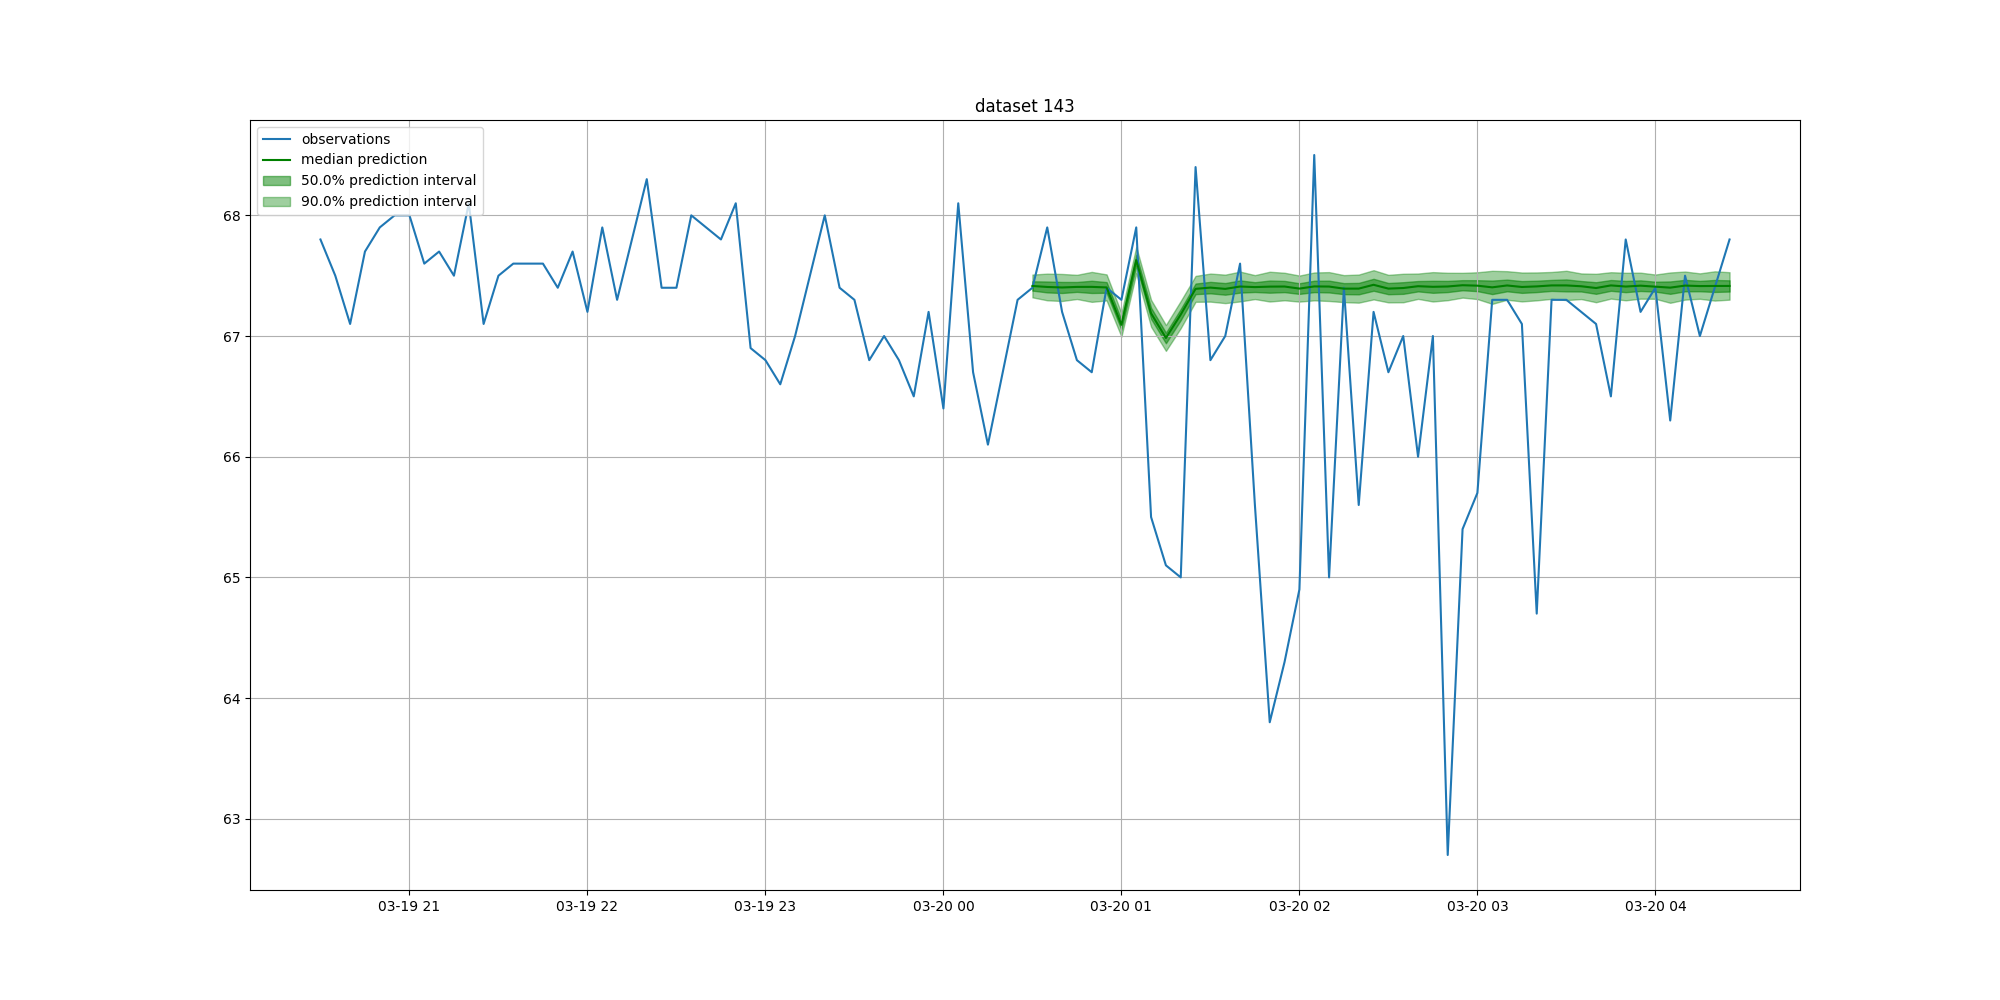 dataset 143
observations
median prediction
50.0% prediction interval
90.0% prediction interval
68
67
66
65
64
63
03-19 21
03-19 22
03-19 23
03-20 00
03-20 01
03-20 02
03-20 03
03-20 04